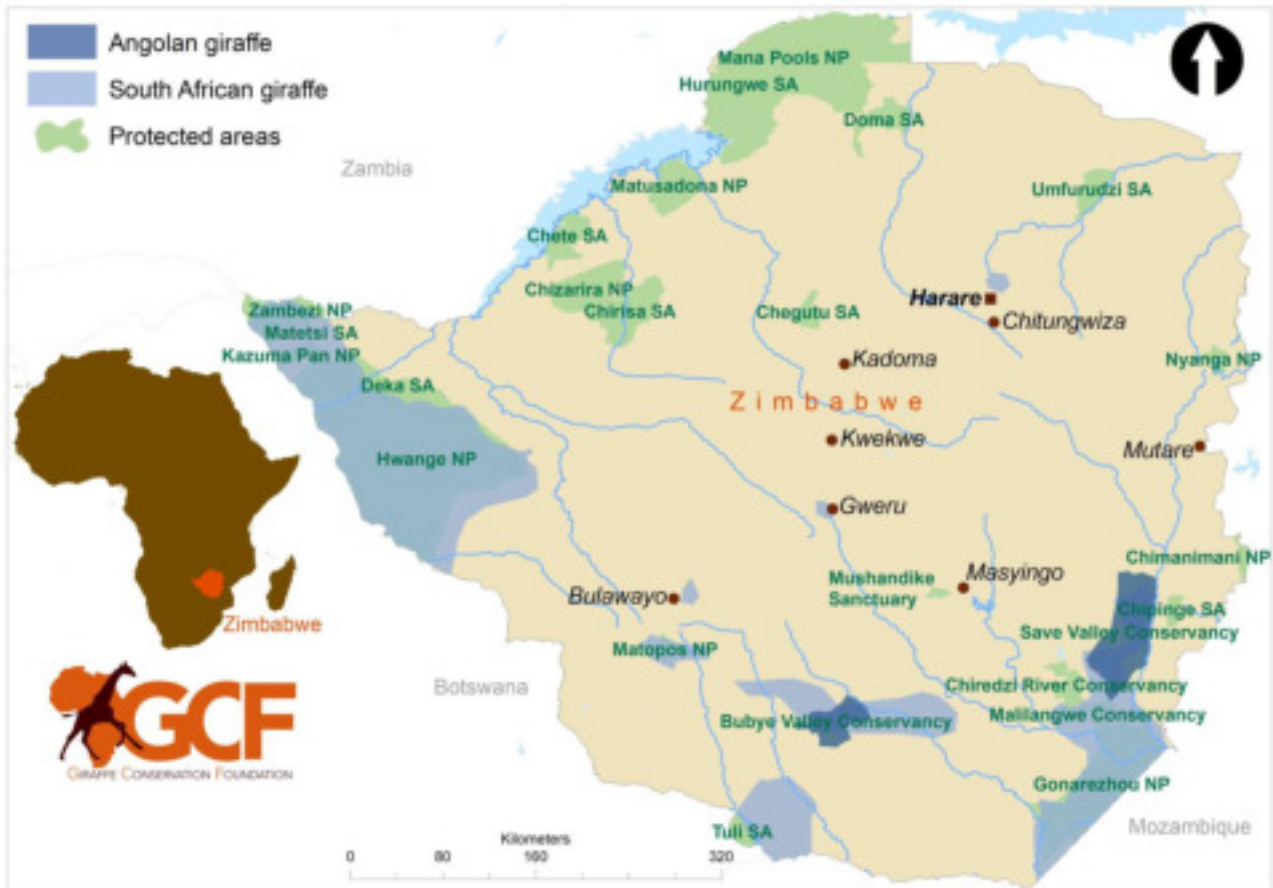 Angolan giraffe
South African giraffe
Protected areas
Zambia
Mana Pools NP
Hurungwe SA
Doma SA
Matusadona NP
Umfurudzi SA
Chete SA
Chizarira NP
Chirisa SA
Chegutu SA
Harare
Chitungwiza
Zambezi NP
Matetsi SA
Kazuma Pan NP
Deka SA
Kadoma
Nyanga NP
Zimbabwe
Hwange NP
Kwekwe
Mutare
Gweru
Chimanimani NP
Bulawayo
Mushandike
Sanctuary
Masyingo
Chipinge SA
Save Valley Conservancy
Zimbabwe
Matopos NP
Botswana
Chiredzi River Conservancy
Bubye Valley Conservancy
Malilangwe Conservancy
GCF
GIRAFFE CONSERVATION FOUNDATION
Gonarezhou NP
Mozambique
Tuli SA
Kilometers
0 80 160 320